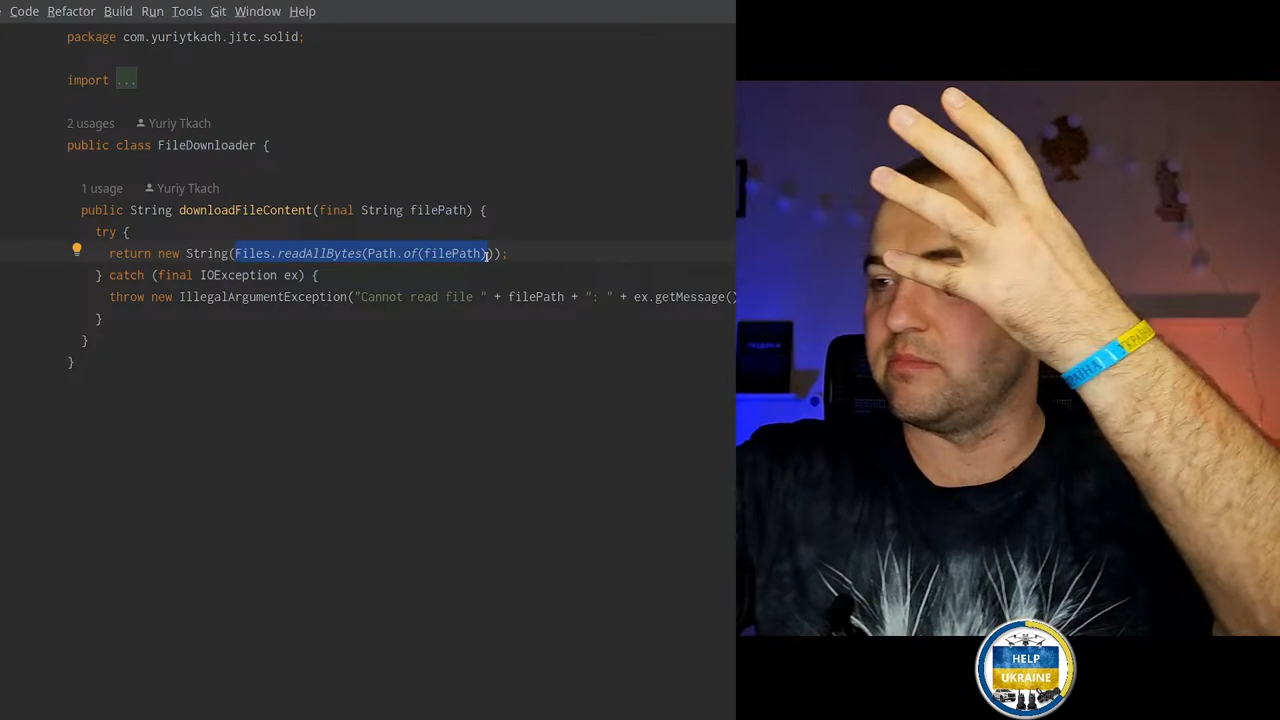 Code Refactor Build Run Tools Git Window Help
package com.yuriytkach.jitc.solid;
import ...
2 usages Yuriy Tkach
public class FileDownloader {
1 usage Yuriy Tkach
public String downloadFileContent(final String filePath) {
try {
return new String(Files.readAllBytes(Path.of(filePath)));
} catch (final IOException ex) {
throw new IllegalArgumentException("Cannot read file " + filePath + ": " + ex.getMessage()
}
}
}
HELP
UKRAINE